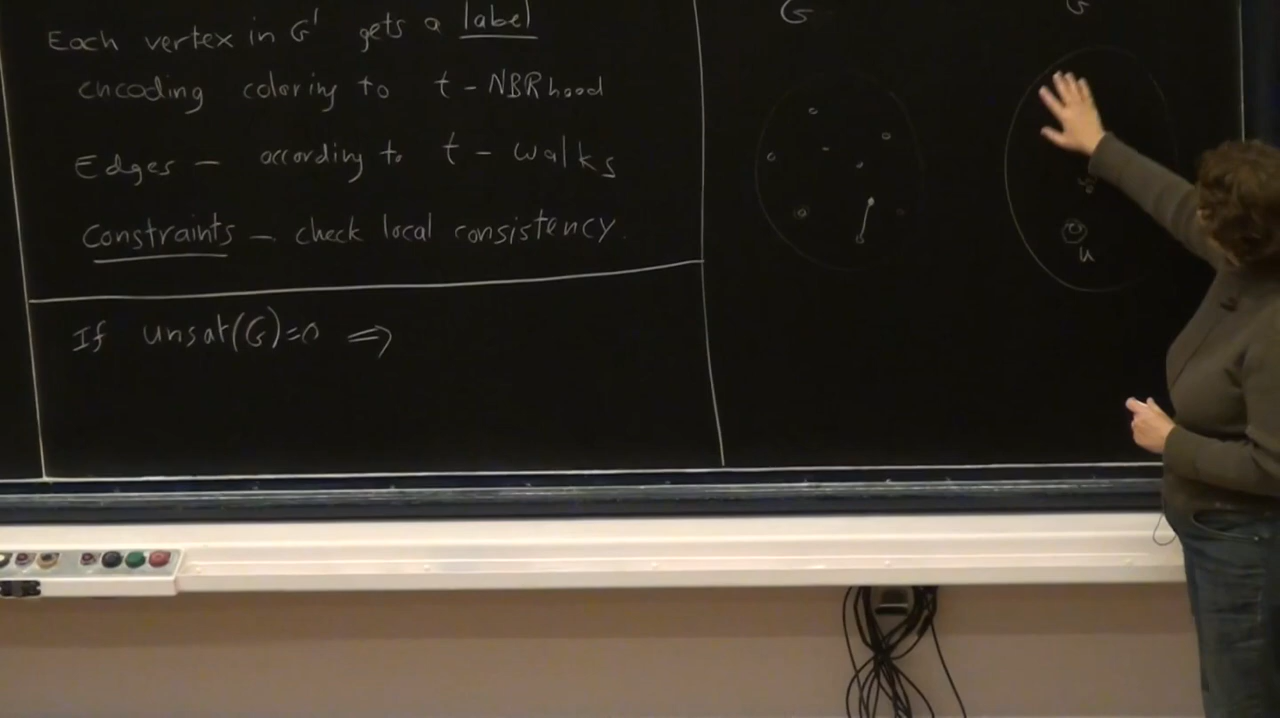 Each vertex in G' gets a label
encoding coloring to t-NBRhood
Edges - according to t-walks
Constraints - check local consistency.
If unsat(G)=0 ⇒
G
G
u